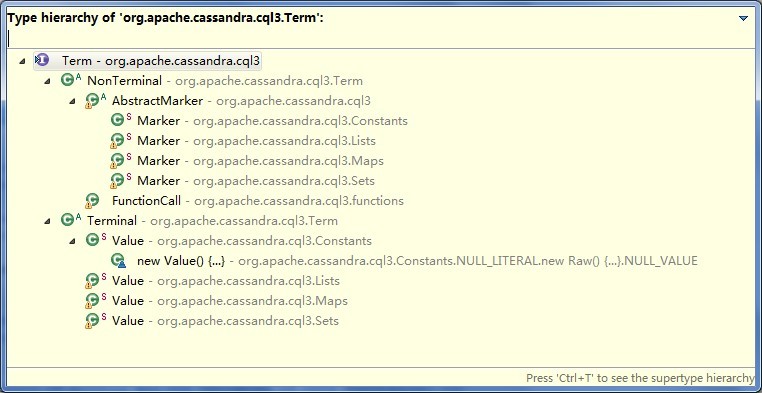 Type hierarchy of 'org.apache.cassandra.cql3.Term':
Term - org.apache.cassandra.cql3
NonTerminal - org.apache.cassandra.cql3.Term
AbstractMarker - org.apache.cassandra.cql3
Marker - org.apache.cassandra.cql3.Constants
Marker - org.apache.cassandra.cql3.Lists
Marker - org.apache.cassandra.cql3.Maps
Marker - org.apache.cassandra.cql3.Sets
FunctionCall - org.apache.cassandra.cql3.functions
Terminal - org.apache.cassandra.cql3.Term
Value - org.apache.cassandra.cql3.Constants
new Value() {...} - org.apache.cassandra.cql3.Constants.NULL_LITERAL.new Raw() {...}.NULL_VALUE
Value - org.apache.cassandra.cql3.Lists
Value - org.apache.cassandra.cql3.Maps
Value - org.apache.cassandra.cql3.Sets
Press 'Ctrl+T' to see the supertype hierarchy